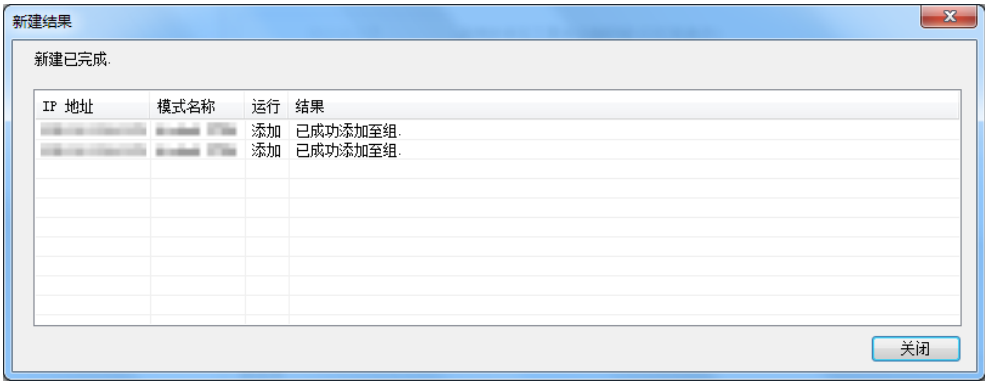 新建结果
新建已完成.
IP 地址 模式名称 运行 结果
添加 已成功添加至组.
添加 已成功添加至组.
关闭